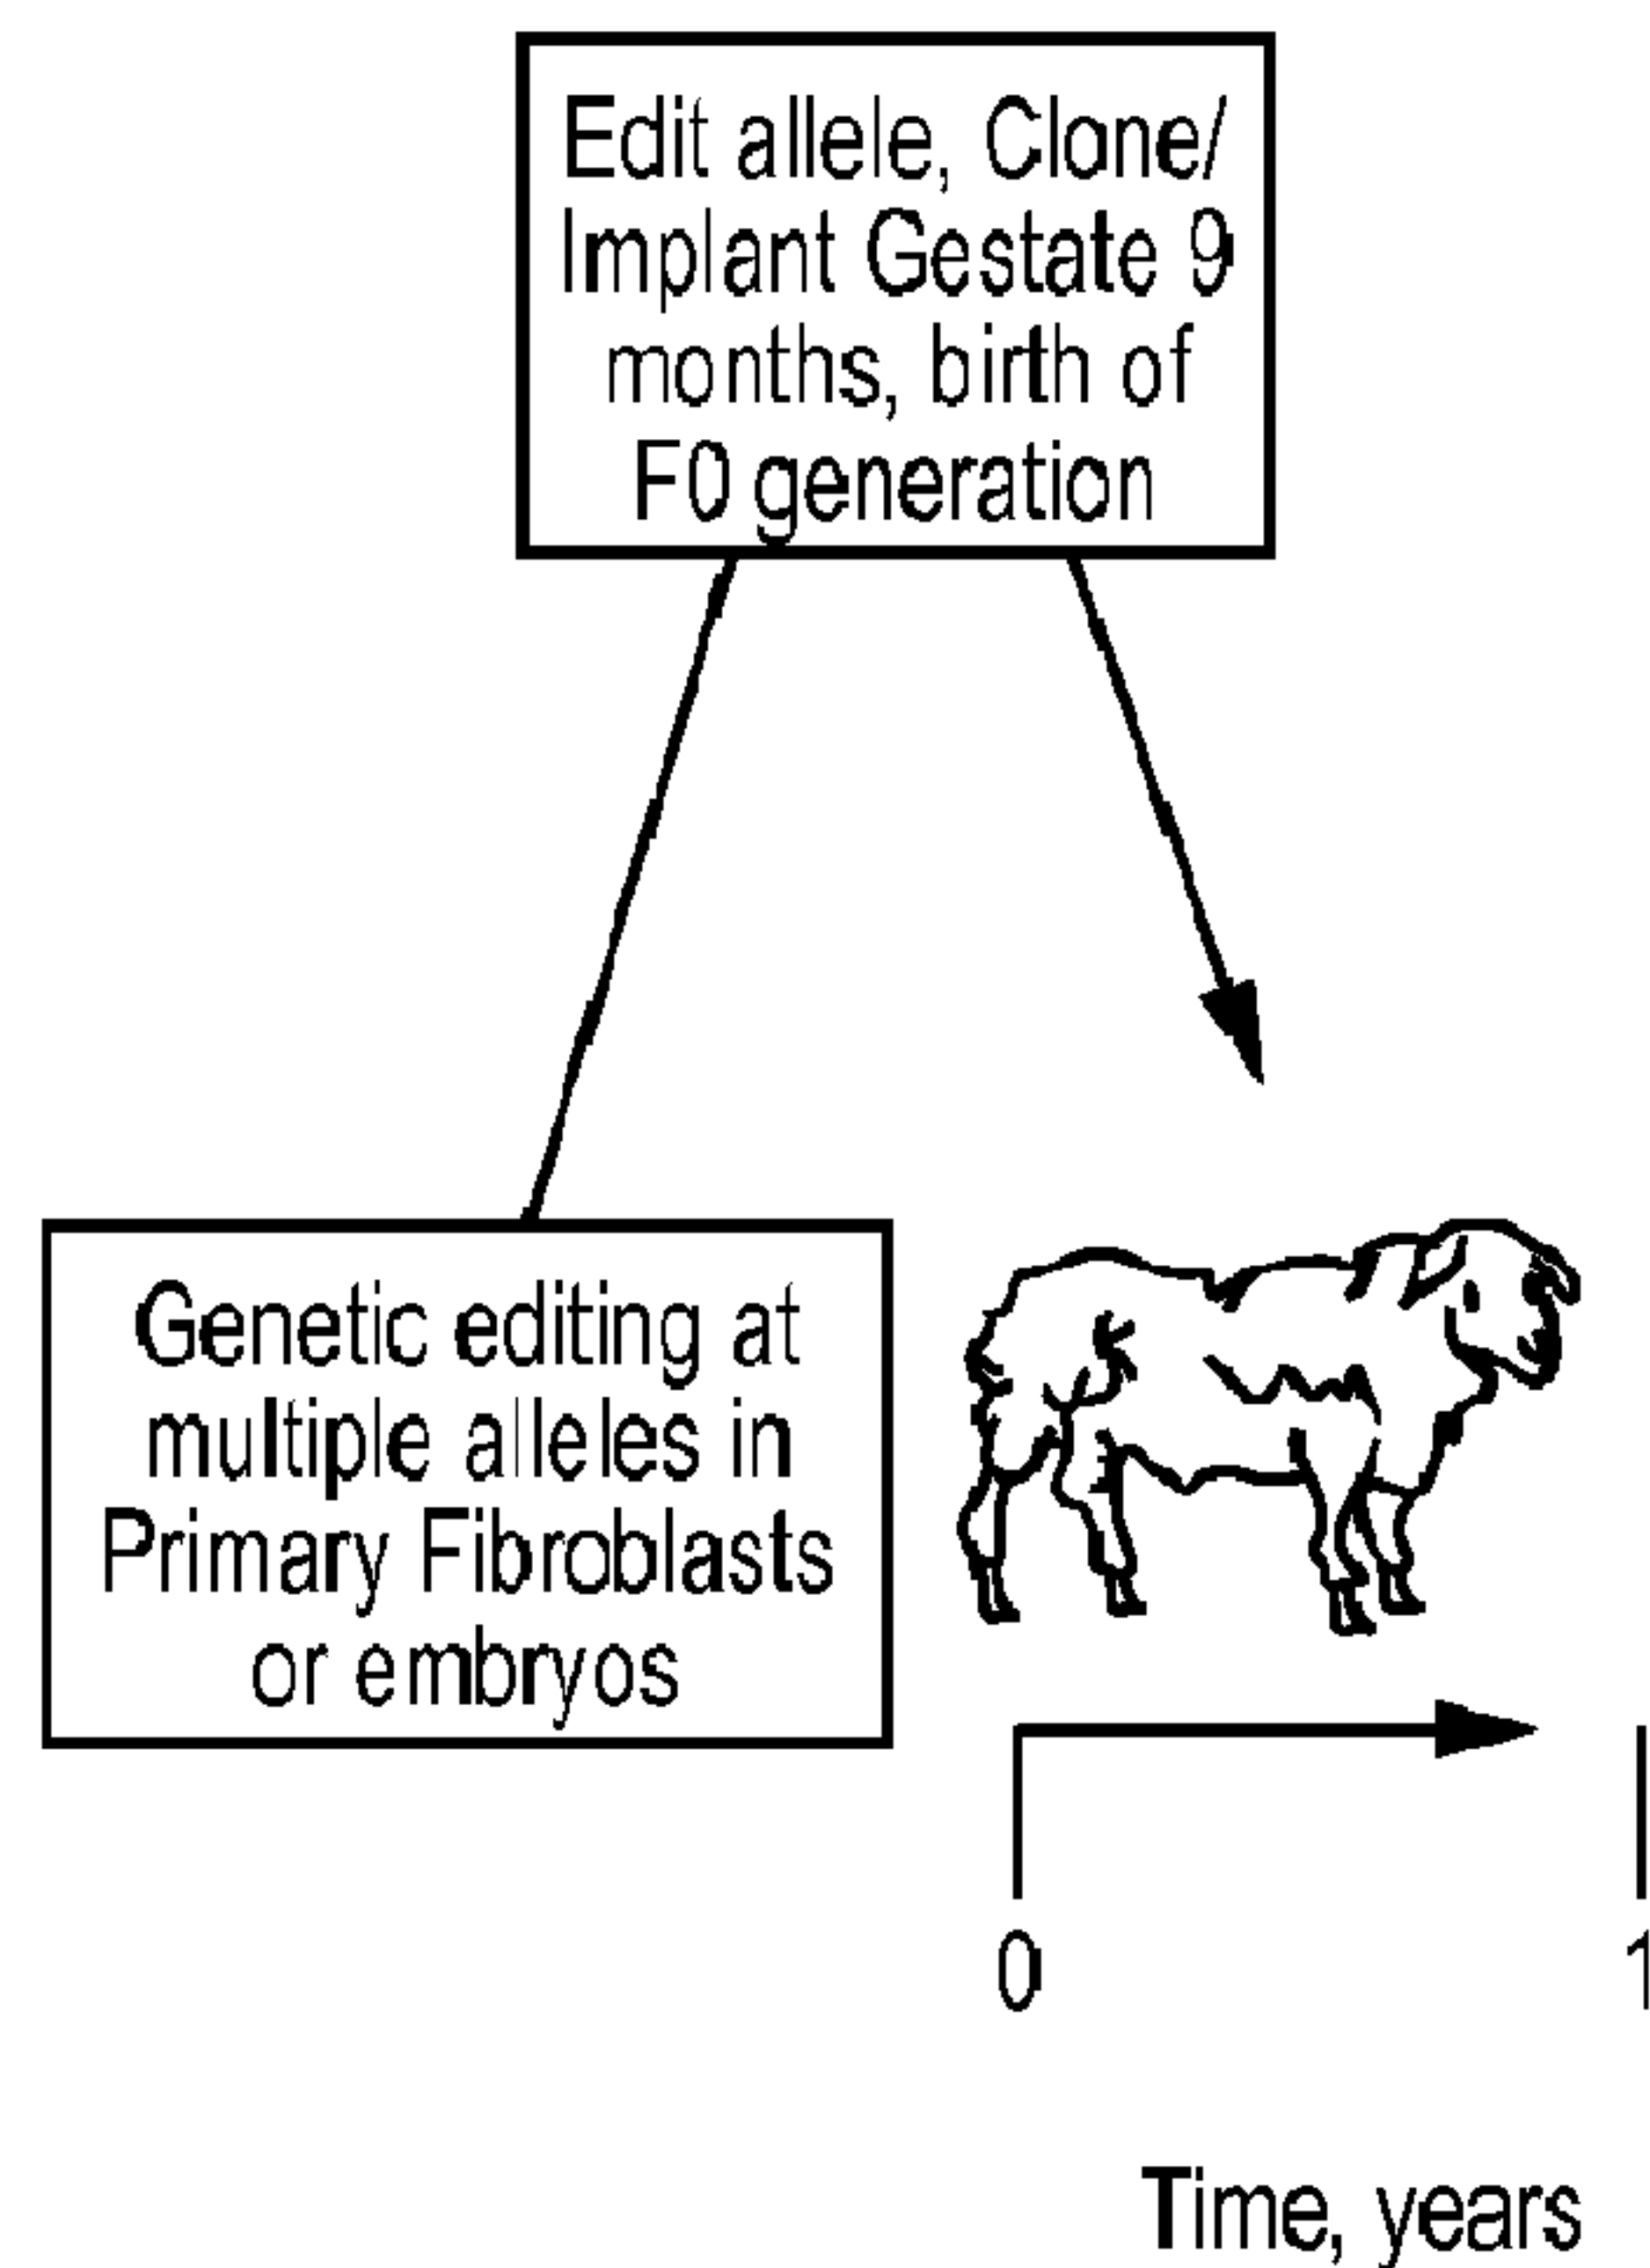 Edit allele, Clone/
Implant Gestate 9
months, birth of
F0 generation
Genetic editing at
multiple alleles in
Primary Fibroblasts
or embryos
0 1
Time, years